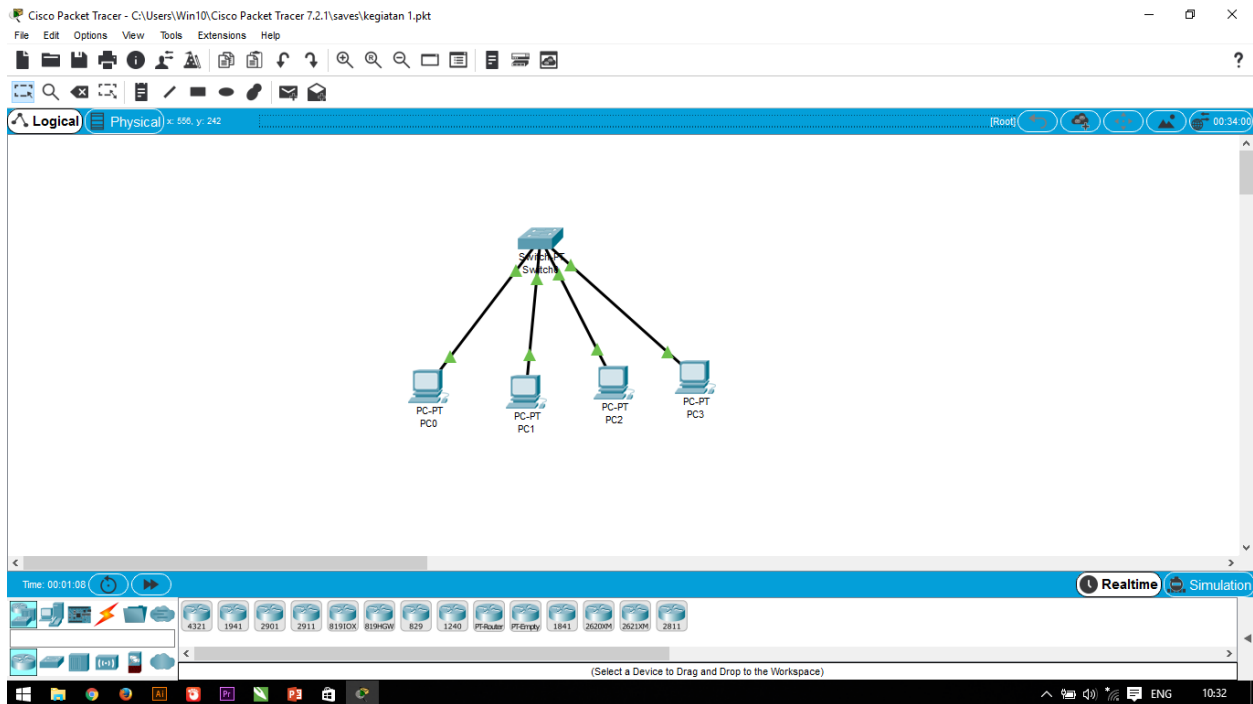 Cisco Packet Tracer - C:\Users\Win10\Cisco Packet Tracer 7.2.1\saves\kegiatan 1.pkt
File Edit Options View Tools Extensions Help
Logical Physical x: 556, y: 242 [Root] 00:34:00
Switch-PT
Switch0
PC-PT
PC0
PC-PT
PC1
PC-PT
PC2
PC-PT
PC3
Time: 00:01:08 Realtime Simulation
4321 1941 2901 2911 819IOX 819HGW 829 1240 PT-Router PT-Empty 1841 2620XM 2621XM 2811
(Select a Device to Drag and Drop to the Workspace)
ENG 10:32